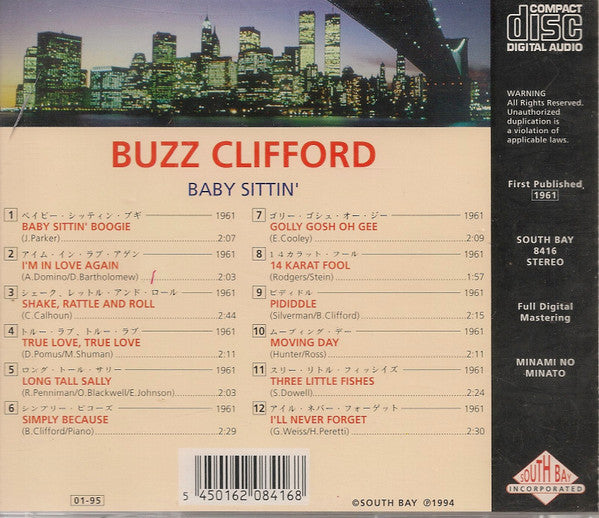 COMPACT
disc
DIGITAL AUDIO
WARNING
All Rights Reserved.
Unauthorized
duplication is
a violation of
applicable laws.
First Published
1961
SOUTH BAY
8416
STEREO
Full Digital
Mastering
MINAMI NO
MINATO
SOUTH BAY
INCORPORATED
BUZZ CLIFFORD
BABY SITTIN'
1 ベイビー・シッティン・ブギ 1961
BABY SITTIN' BOOGIE
(J.Parker) 2:07
2 アイム・イン・ラブ・アゲン 1961
I'M IN LOVE AGAIN
(A.Domino/D.Bartholomew) 2:03
3 シェーク、レットル・アンド・ロール 1961
SHAKE, RATTLE AND ROLL
(C.Calhoun) 2:44
4 トルー・ラブ、トルー・ラブ 1961
TRUE LOVE, TRUE LOVE
(D.Pomus/M.Shuman) 2:11
5 ロング・トール・サリー 1961
LONG TALL SALLY
(R.Penniman/O.Blackwell/E.Johnson) 2:03
6 シンプリー・ビコーズ 1961
SIMPLY BECAUSE
(B.Clifford/Piano) 2:29
7 ゴリー・ゴシュ・オー・ジー 1961
GOLLY GOSH OH GEE
(E.Cooley) 2:09
8 14カラット・フール 1961
14 KARAT FOOL
(Rodgers/Stein) 1:57
9 ピディドル 1961
PIDIDDLE
(Silverman/B.Clifford) 2:15
10 ムーブィング・デー 1961
MOVING DAY
(Hunter/Ross) 2:11
11 スリー・リトル・フィッシイズ 1961
THREE LITTLE FISHES
(S.Dowell) 2:24
12 アイル・ネバー・フォーゲット 1961
I'LL NEVER FORGET
(G.Weiss/H.Peretti) 2:30
01-95
5 450162 084168
©SOUTH BAY ℗1994